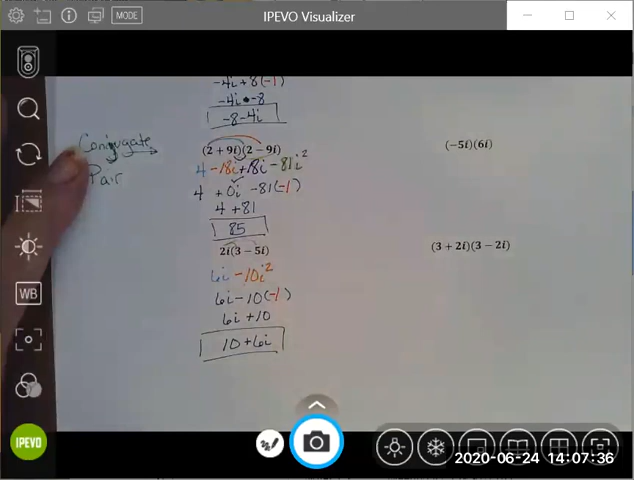 IPEVO Visualizer
MODE
-4i + 8(-1)
-4i • -8
-8 - 4i
Conjugate
Pair
(2 + 9i)(2 − 9i)
4 - 18i + 18i - 81i²
4 + 0i - 81(-1)
4 + 81
85
2i(3 − 5i)
6i - 10i²
6i - 10(-1)
6i + 10
10 + 6i
(−5i)(6i)
(3 + 2i)(3 − 2i)
WB
IPEVO
2020-06-24 14:07:36